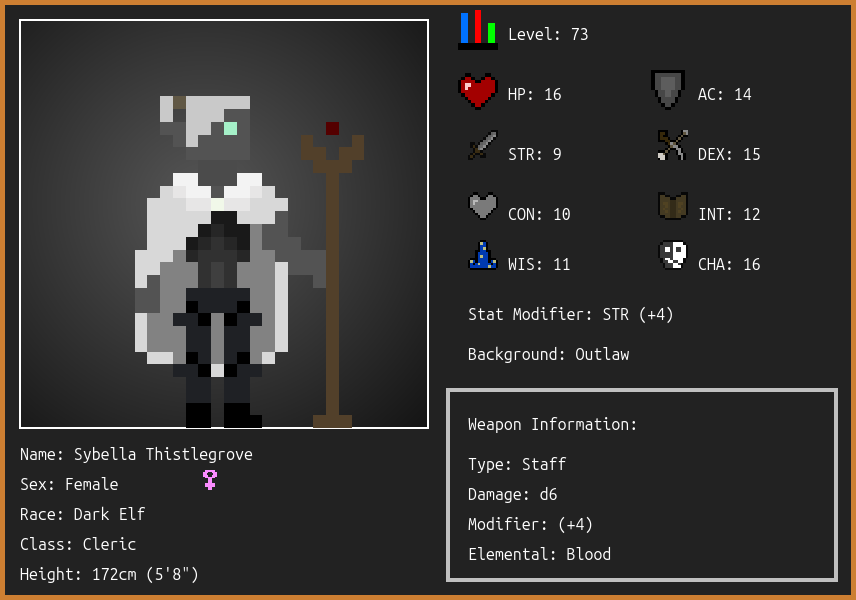 Level: 73
HP: 16
AC: 14
STR: 9
DEX: 15
CON: 10
INT: 12
WIS: 11
CHA: 16
Stat Modifier: STR (+4)
Background: Outlaw
Weapon Information:
Type: Staff
Damage: d6
Modifier: (+4)
Elemental: Blood
Name: Sybella Thistlegrove
Sex: Female
Race: Dark Elf
Class: Cleric
Height: 172cm (5'8")